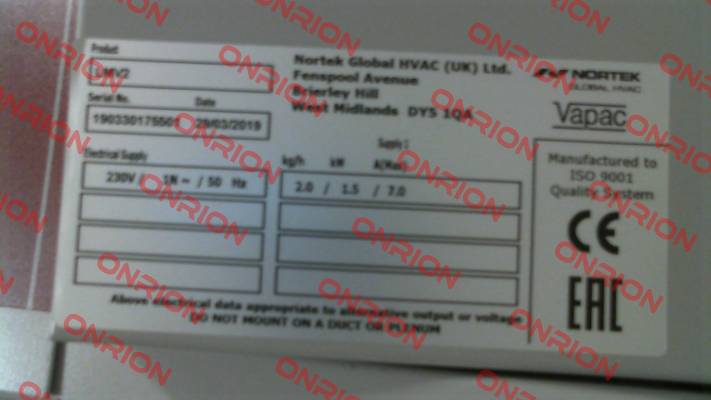 Product
LMV2
Serial No. Date
190330175501 29/03/2019
Nortek Global HVAC (UK) Ltd.
Fenspool Avenue
Brierley Hill
West Midlands DY5 1QA
NORTEK
GLOBAL HVAC
Vapac
Electrical Supply
230V / 1N ~ / 50 Hz
Supply 1
kg/h kW A(Max)
2.0 / 1.5 / 7.0
Manufactured to
ISO 9001
Quality System
CE
EAC
Above electrical data appropriate to alternative output or voltage
DO NOT MOUNT ON A DUCT OR PLENUM
ONRION